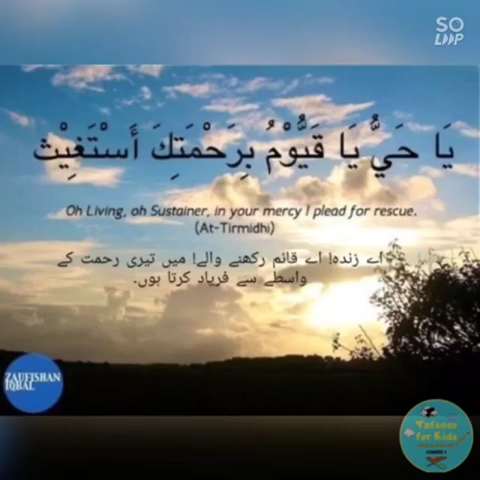 SO
LOOP
يَا حَيُّ يَا قَيُّوْمُ بِرَحْمَتِكَ أَسْتَغِيْثُ
Oh Living, oh Sustainer, in your mercy I plead for rescue.
(At-Tirmidhi)
اے زندہ! اے قائم رکھنے والے! میں تیری رحمت کے
واسطے سے فریاد کرتا ہوں۔
ZAUFISHAN
IQBAL
Tafseer
for Kids